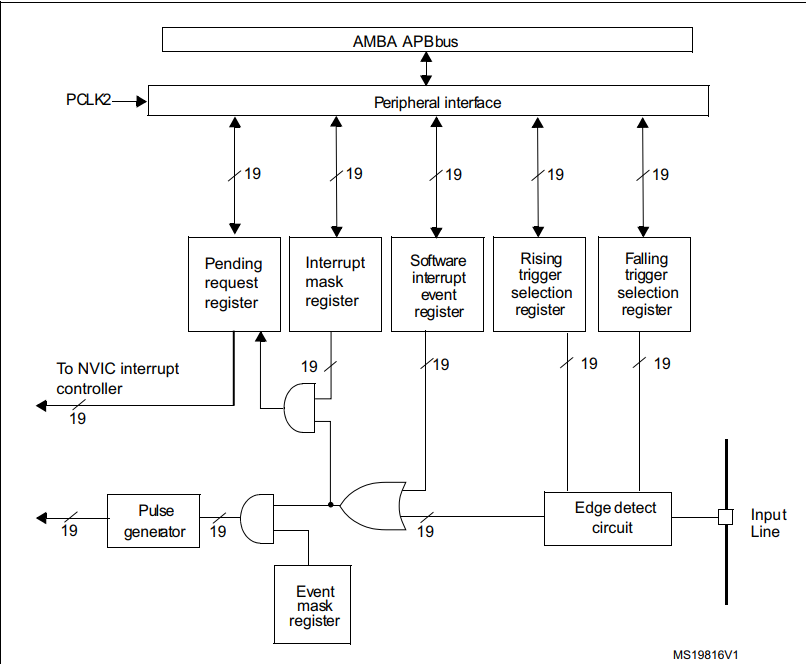 AMBA APB bus
PCLK2
Peripheral interface
19
19
19
19
19
Pending
request
register
Interrupt
mask
register
Software
interrupt
event
register
Rising
trigger
selection
register
Falling
trigger
selection
register
19
19
19
19
To NVIC interrupt
controller
19
Pulse
generator
19
19
19
Edge detect
circuit
Input
Line
Event
mask
register
MS19816V1